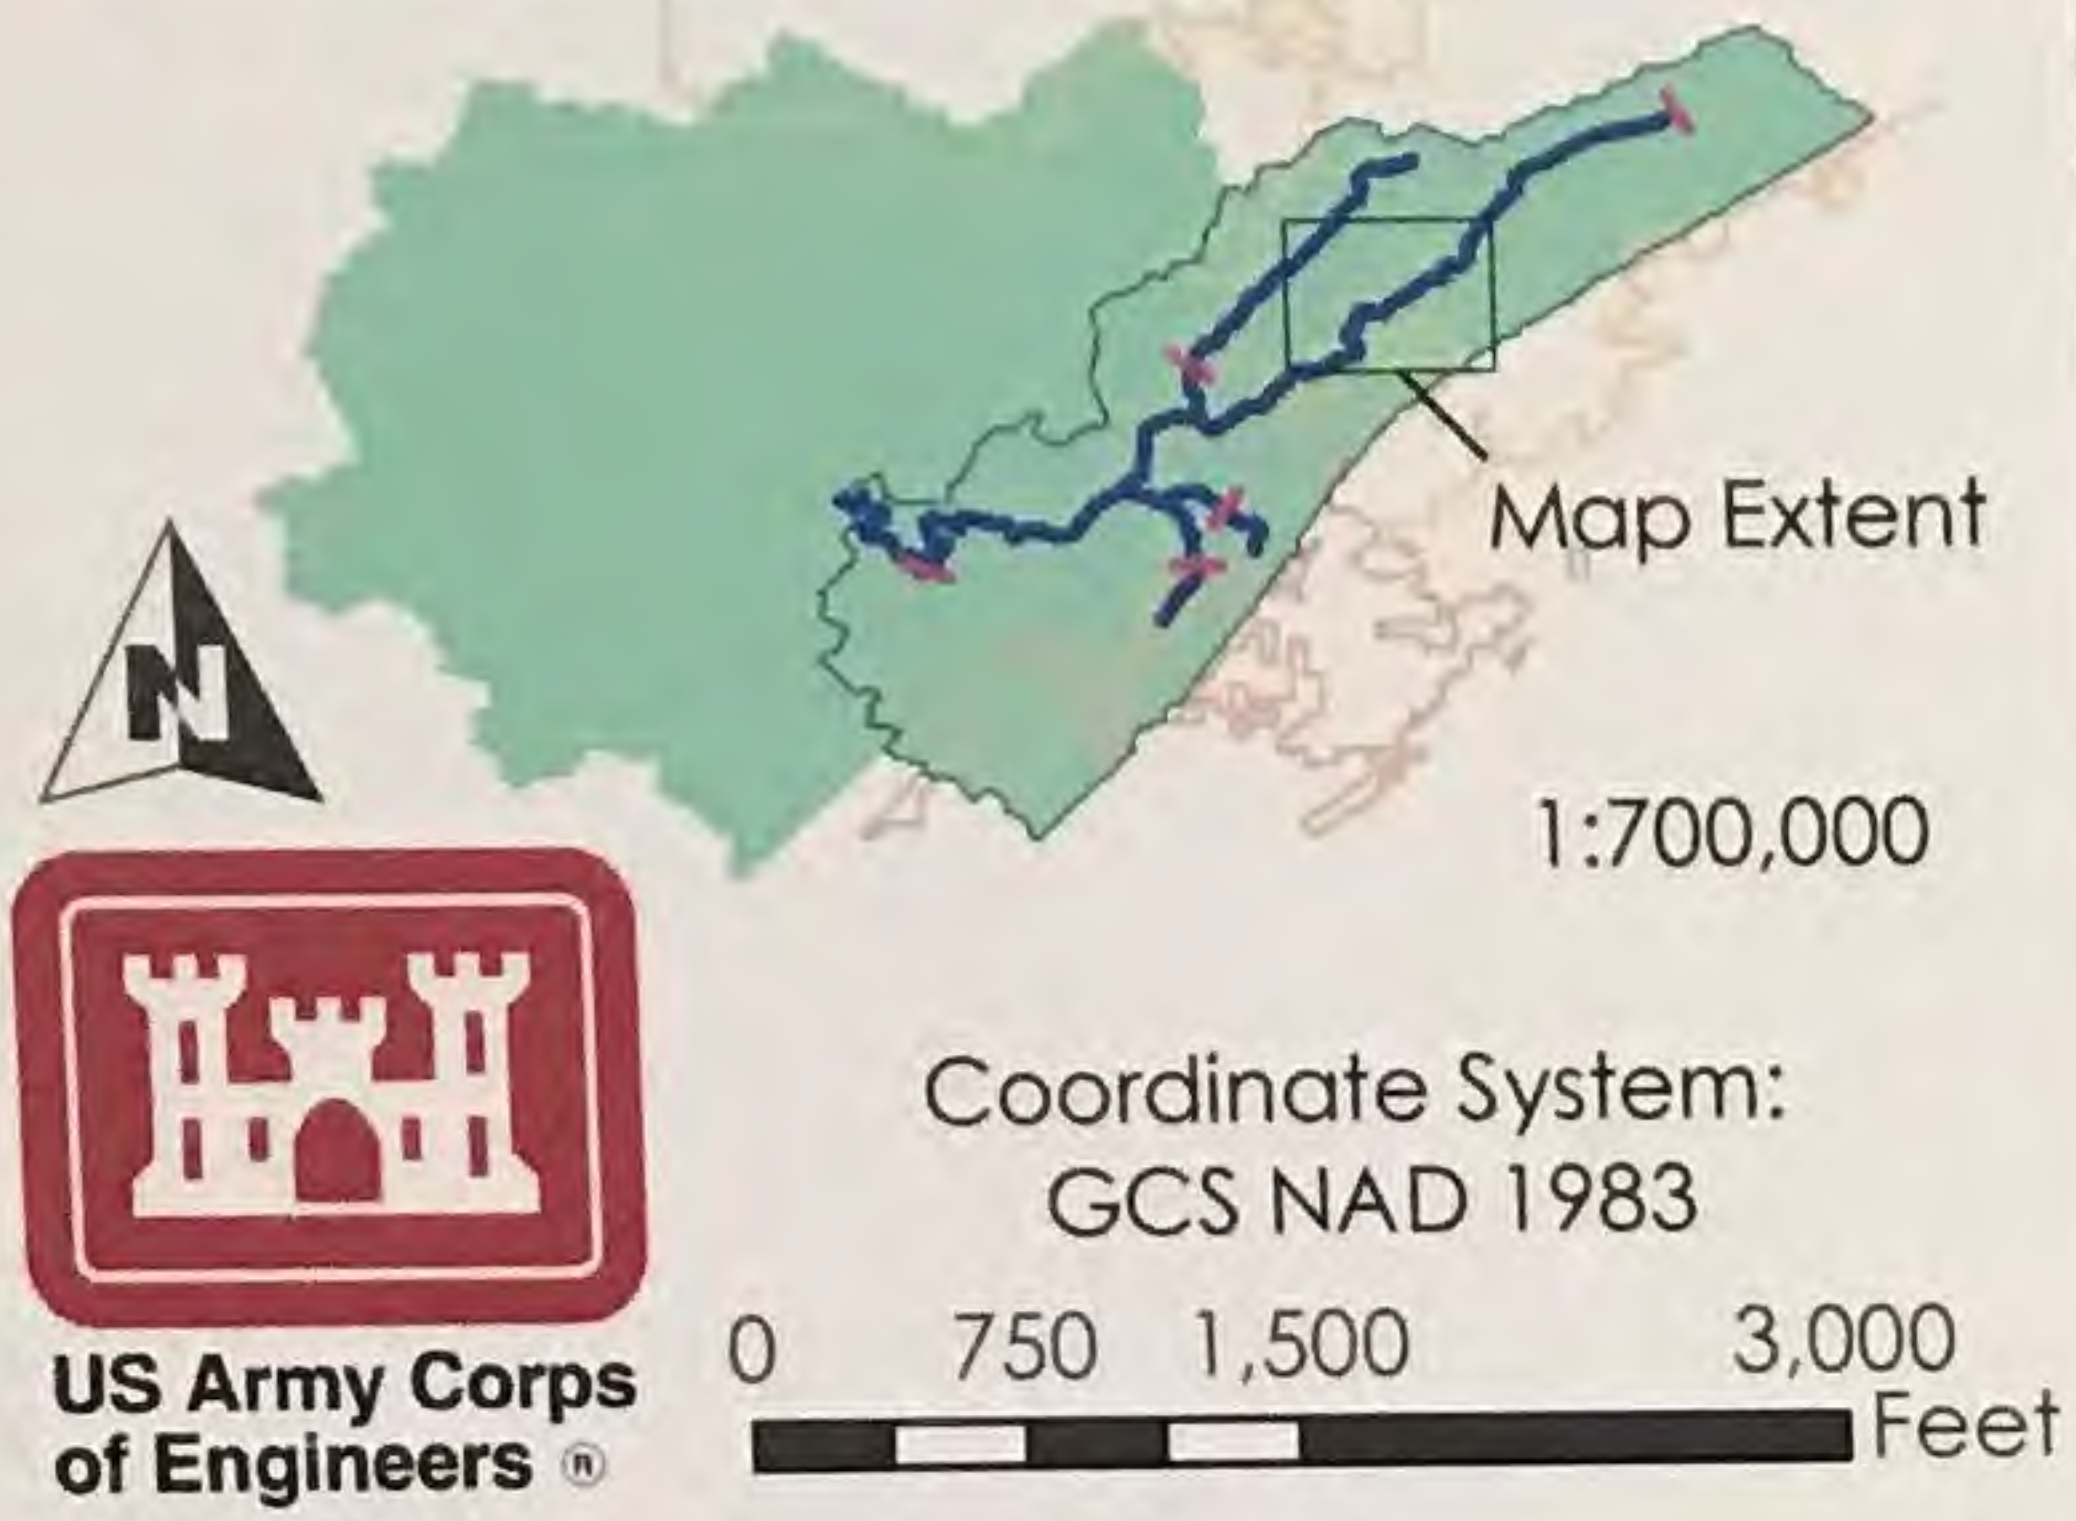 Map Extent
1:700,000
N
Coordinate System:
GCS NAD 1983
0 750 1,500 3,000
Feet
US Army Corps
of Engineers ®